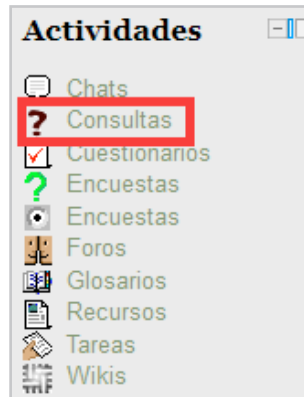 Actividades
Chats
Consultas
Cuestionarios
Encuestas
Encuestas
Foros
Glosarios
Recursos
Tareas
Wikis